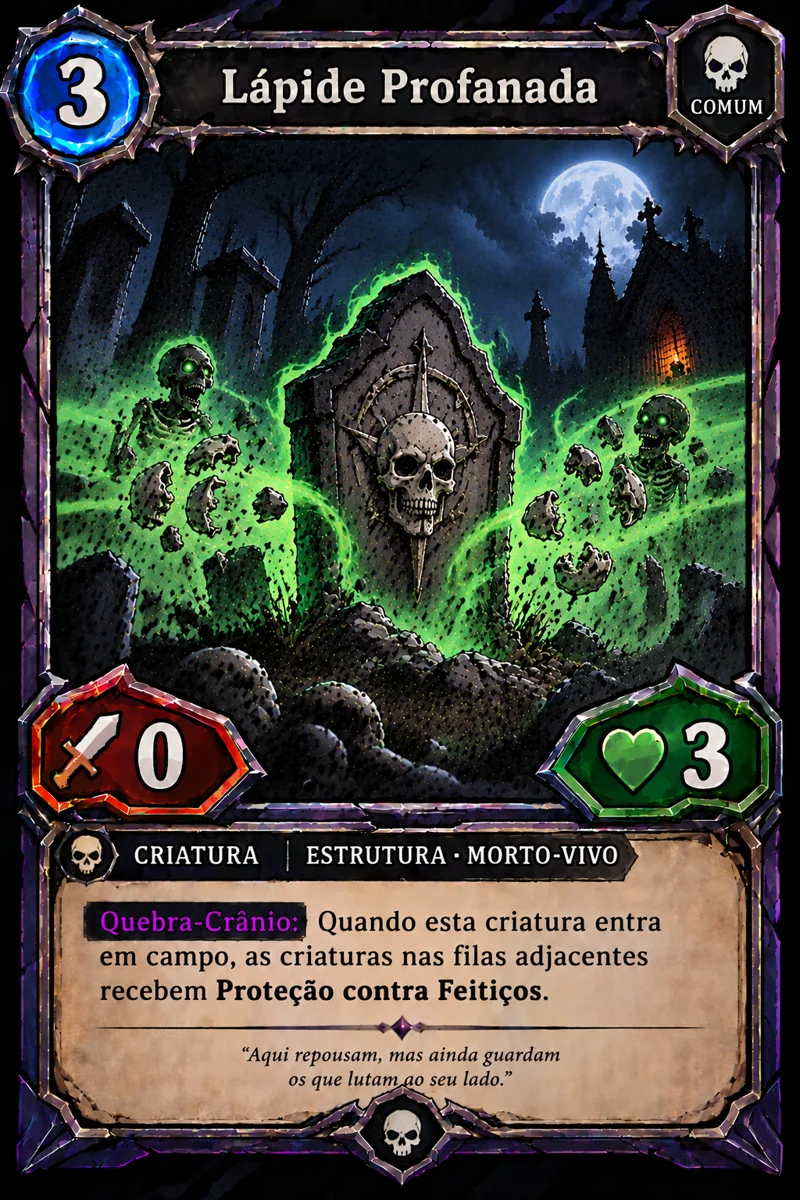 3
Lápide Profanada
COMUM
0
3
CRIATURA | ESTRUTURA · MORTO-VIVO
Quebra-Crânio: Quando esta criatura entra
em campo, as criaturas nas filas adjacentes
recebem Proteção contra Feitiços.
“Aqui repousam, mas ainda guardam
os que lutam ao seu lado.”